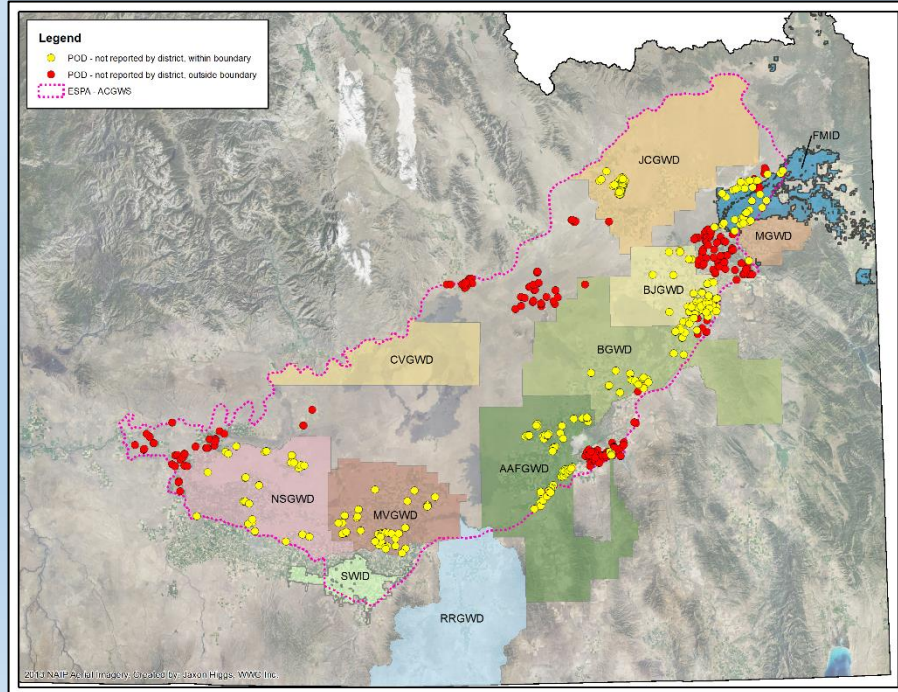 Legend
POD - not reported by district, within boundary
POD - not reported by district, outside boundary
ESPA - ACGWS
FMID
JCGWD
MGWD
BJGWD
BGWD
CVGWD
AAFGWD
NSGWD
MVGWD
SWID
RRGWD
2013 NAIP Aerial Imagery. Created by: Jaxon Higgs, WWC Inc.